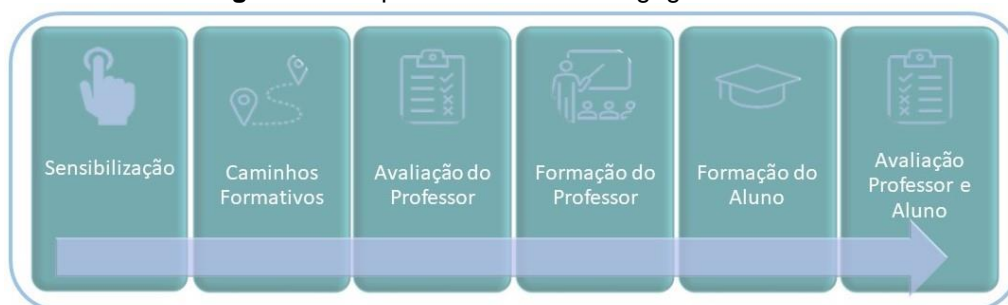 Sensibilização
Caminhos
Formativos
Avaliação do
Professor
Formação do
Professor
Formação do
Aluno
Avaliação
Professor e
Aluno